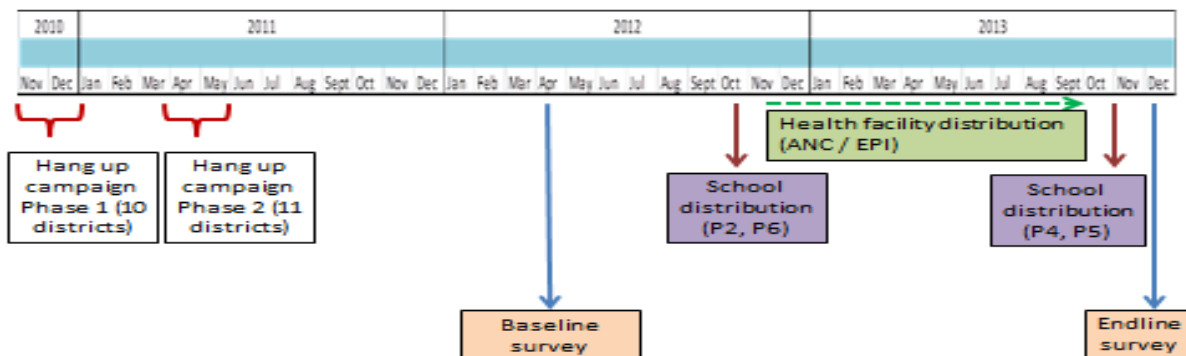 2010 2011 2012 2013
Nov Dec Jan Feb Mar Apr May Jun Jul Aug Sept Oct Nov Dec Jan Feb Mar Apr May Jun Jul Aug Sept Oct Nov Dec Jan Feb Mar Apr May Jun Jul Aug Sept Oct Nov Dec
Hang up
campaign
Phase 1 (10
districts)
Hang up
campaign
Phase 2 (11
districts)
Health facility distribution
(ANC / EPI)
School
distribution
(P2, P6)
School
distribution
(P4, P5)
Baseline
survey
Endline
survey